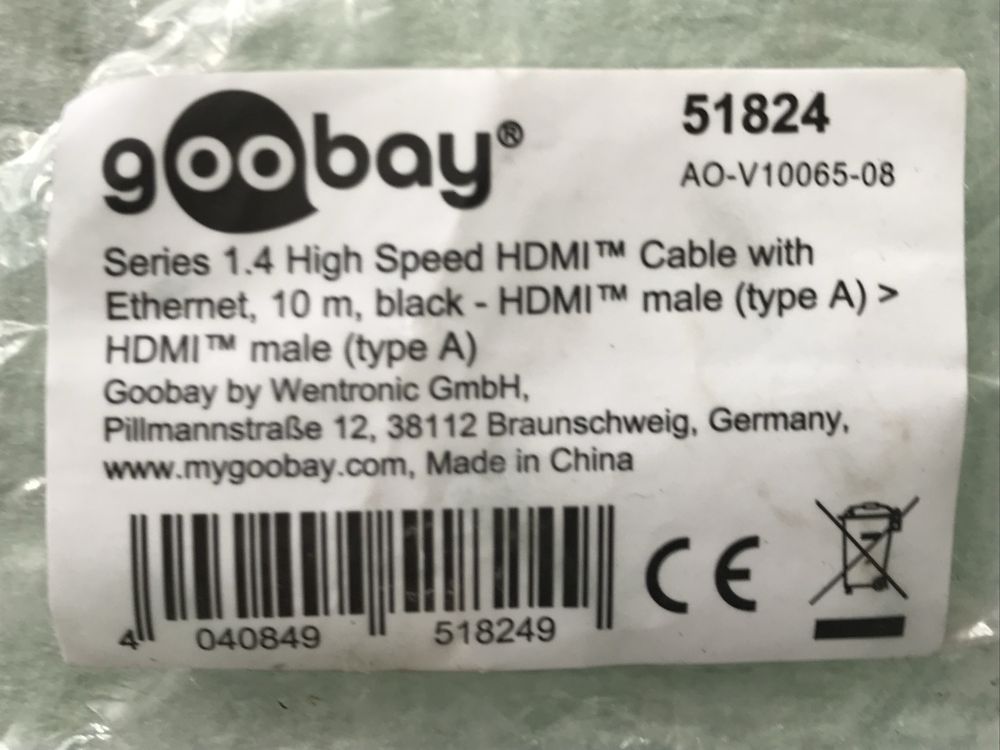 goobay®
51824
AO-V10065-08
Series 1.4 High Speed HDMI™ Cable with
Ethernet, 10 m, black - HDMI™ male (type A) >
HDMI™ male (type A)
Goobay by Wentronic GmbH,
Pillmannstraße 12, 38112 Braunschweig, Germany,
www.mygoobay.com, Made in China
CE
4 040849 518249